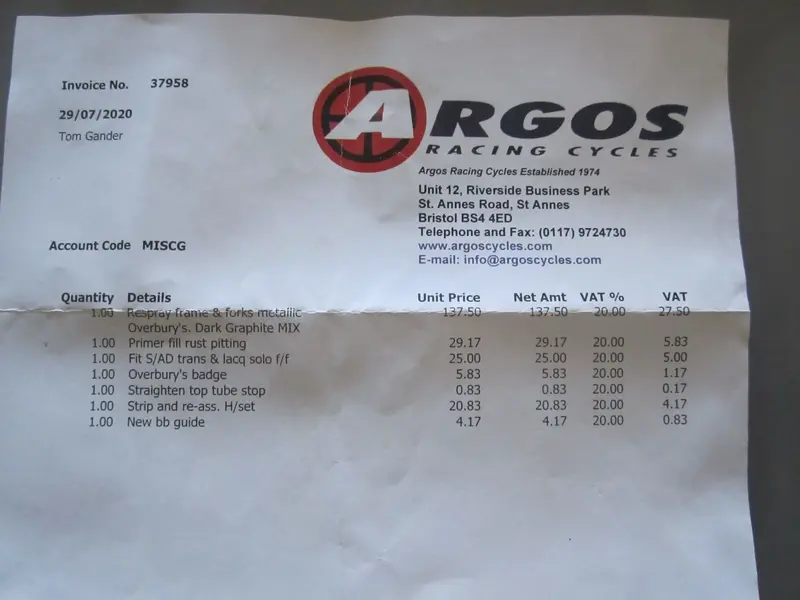 Invoice No. 37958
29/07/2020
Tom Gander
ARGOS
RACING CYCLES
Argos Racing Cycles Established 1974
Unit 12, Riverside Business Park
St. Annes Road, St Annes
Bristol BS4 4ED
Telephone and Fax: (0117) 9724730
www.argoscycles.com
E-mail: info@argoscycles.com
Account Code MISCG
Quantity Details Unit Price Net Amt VAT % VAT
1.00 Respray frame & forks metallic 137.50 137.50 20.00 27.50
Overbury's. Dark Graphite MIX
1.00 Primer fill rust pitting 29.17 29.17 20.00 5.83
1.00 Fit S/AD trans & lacq solo f/f 25.00 25.00 20.00 5.00
1.00 Overbury's badge 5.83 5.83 20.00 1.17
1.00 Straighten top tube stop 0.83 0.83 20.00 0.17
1.00 Strip and re-ass. H/set 20.83 20.83 20.00 4.17
1.00 New bb guide 4.17 4.17 20.00 0.83